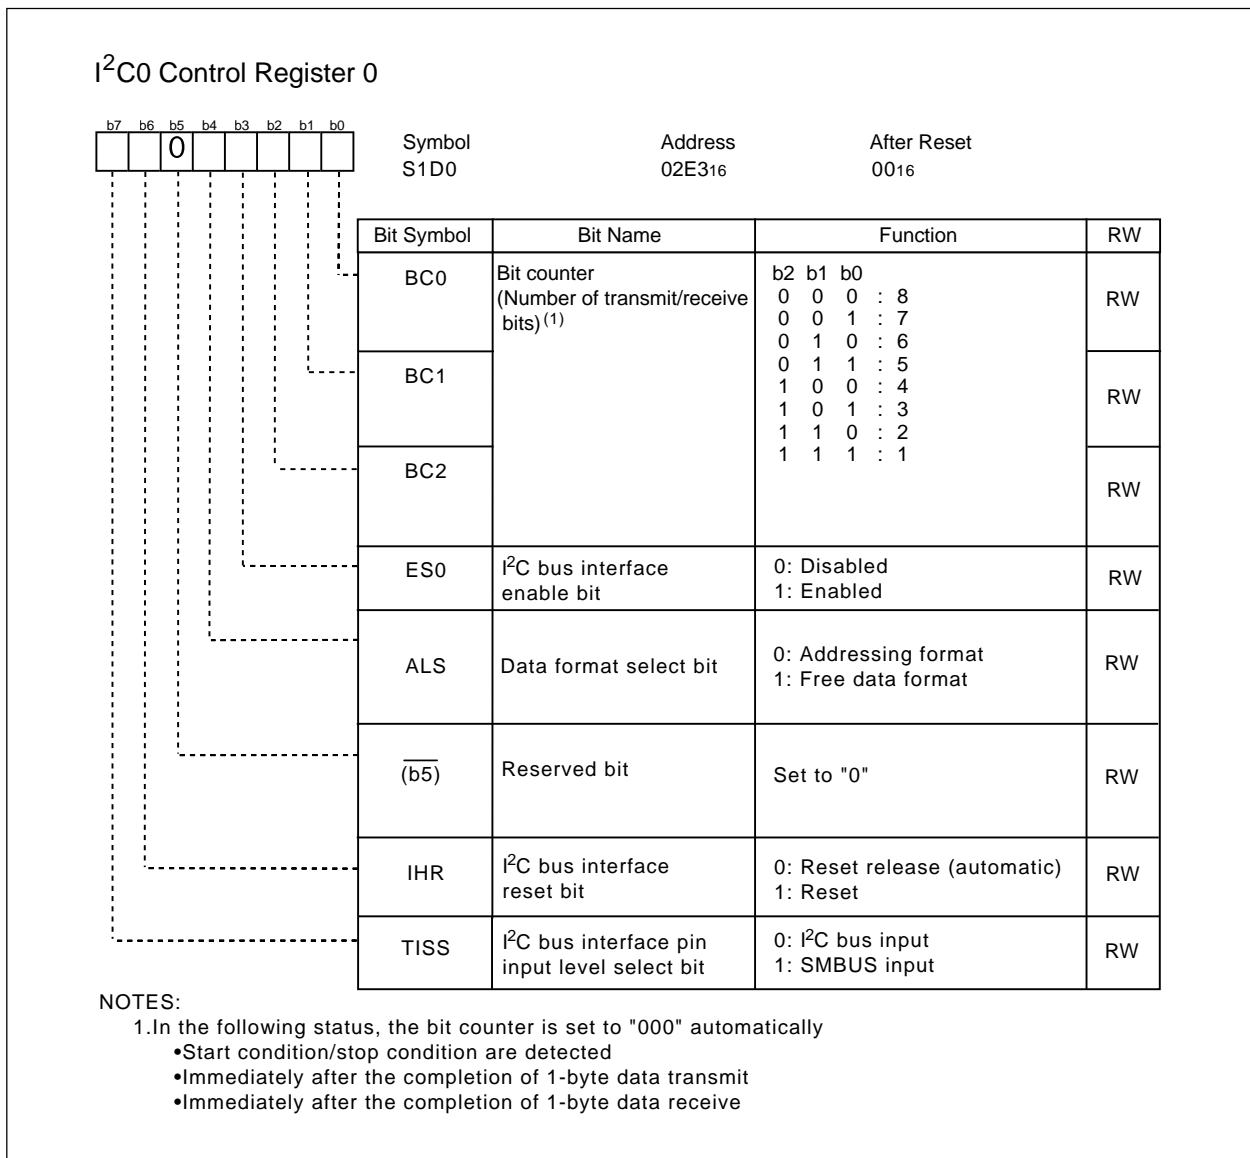 I2C0 Control Register 0
b7 b6 b5 b4 b3 b2 b1 b0
0
Symbol Address After Reset
S1D0 02E316 0016
Bit Symbol Bit Name Function RW
BC0 Bit counter (Number of transmit/receive bits)(1) b2 b1 b0 RW
0 0 0 : 8
0 0 1 : 7
0 1 0 : 6
0 1 1 : 5
1 0 0 : 4
1 0 1 : 3
1 1 0 : 2
1 1 1 : 1
BC1 RW
BC2 RW
ES0 I2C bus interface enable bit 0: Disabled RW
1: Enabled
ALS Data format select bit 0: Addressing format RW
1: Free data format
(b5) Reserved bit Set to "0" RW
IHR I2C bus interface reset bit 0: Reset release (automatic) RW
1: Reset
TISS I2C bus interface pin input level select bit 0: I2C bus input RW
1: SMBUS input
NOTES:
1.In the following status, the bit counter is set to "000" automatically
•Start condition/stop condition are detected
•Immediately after the completion of 1-byte data transmit
•Immediately after the completion of 1-byte data receive